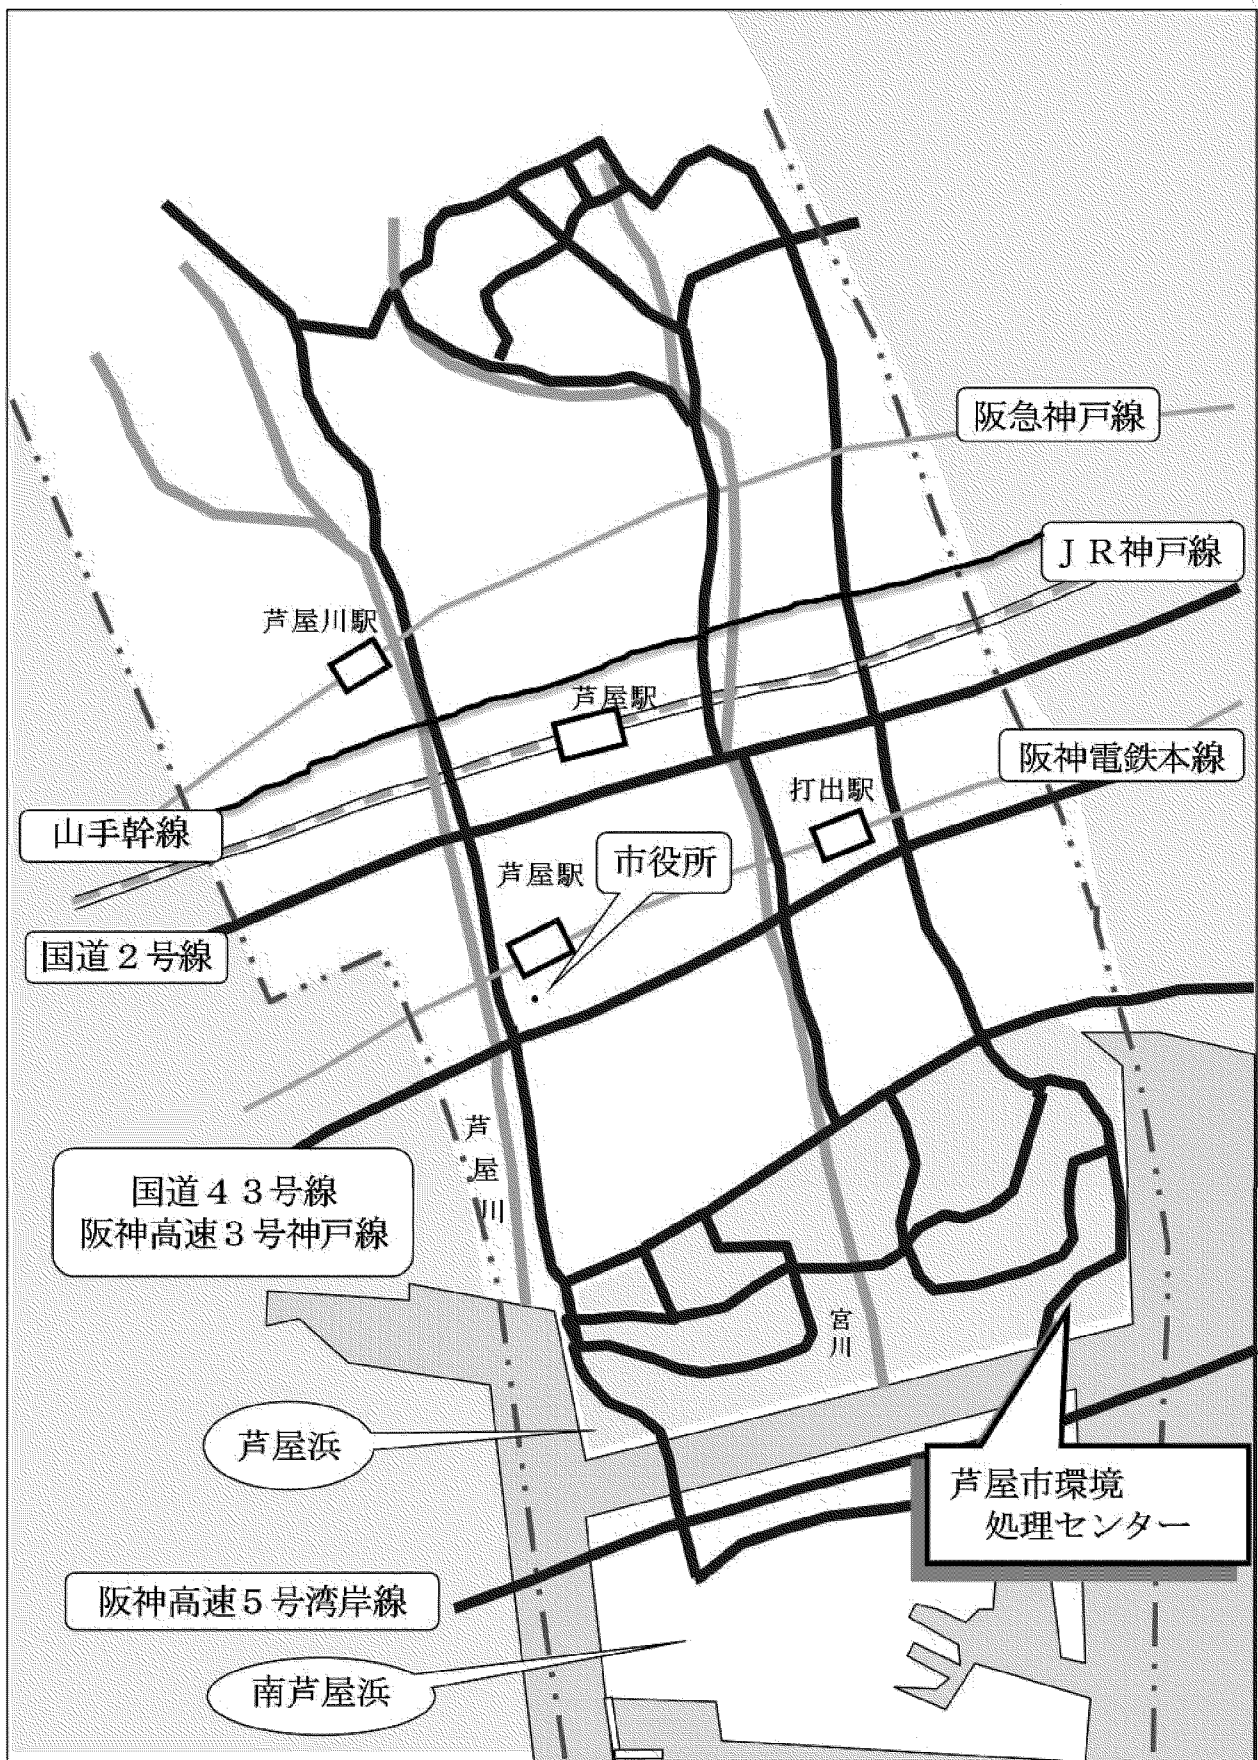 阪急神戸線
ＪＲ神戸線
芦屋川駅
芦屋駅
阪神電鉄本線
打出駅
山手幹線
市役所
芦屋駅
国道２号線
芦屋川
国道４３号線
阪神高速３号神戸線
宮川
芦屋浜
芦屋市環境
処理センター
阪神高速５号湾岸線
南芦屋浜